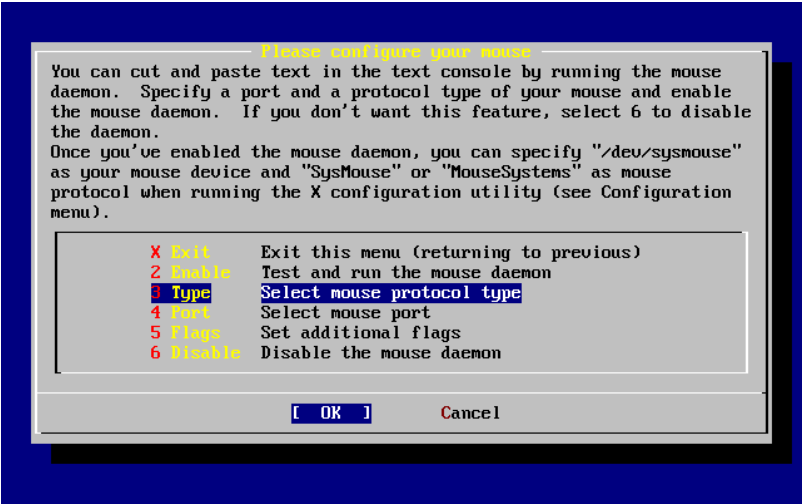 Please configure your mouse
You can cut and paste text in the text console by running the mouse
daemon.  Specify a port and a protocol type of your mouse and enable
the mouse daemon.  If you don't want this feature, select 6 to disable
the daemon.
Once you've enabled the mouse daemon, you can specify "/dev/sysmouse"
as your mouse device and "SysMouse" or "MouseSystems" as mouse
protocol when running the X configuration utility (see Configuration
menu).
X Exit Exit this menu (returning to previous)
2 Enable Test and run the mouse daemon
3 Type Select mouse protocol type
4 Port Select mouse port
5 Flags Set additional flags
6 Disable Disable the mouse daemon
[ OK ] Cancel